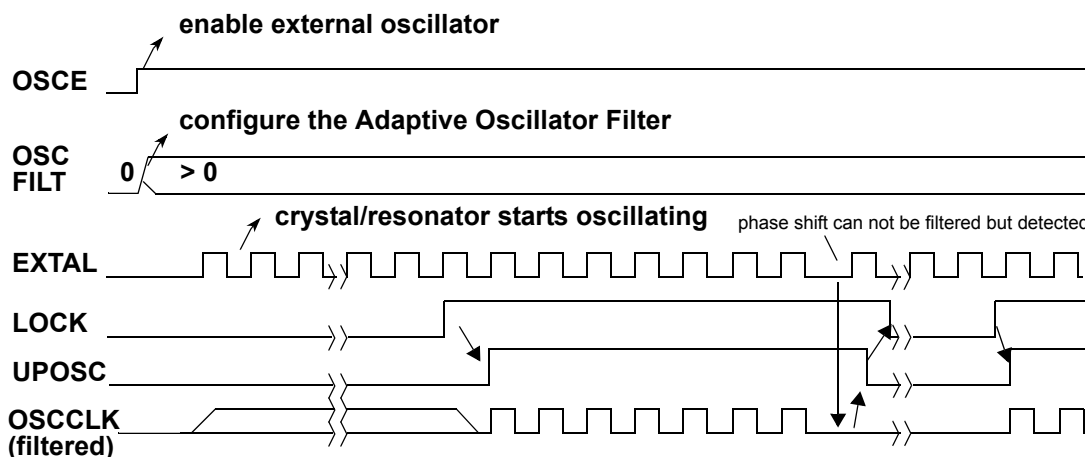 enable external oscillator
OSCE
configure the Adaptive Oscillator Filter
OSC
FILT
0 > 0
crystal/resonator starts oscillating
phase shift can not be filtered but detected
EXTAL
LOCK
UPOSC
OSCCLK
(filtered)